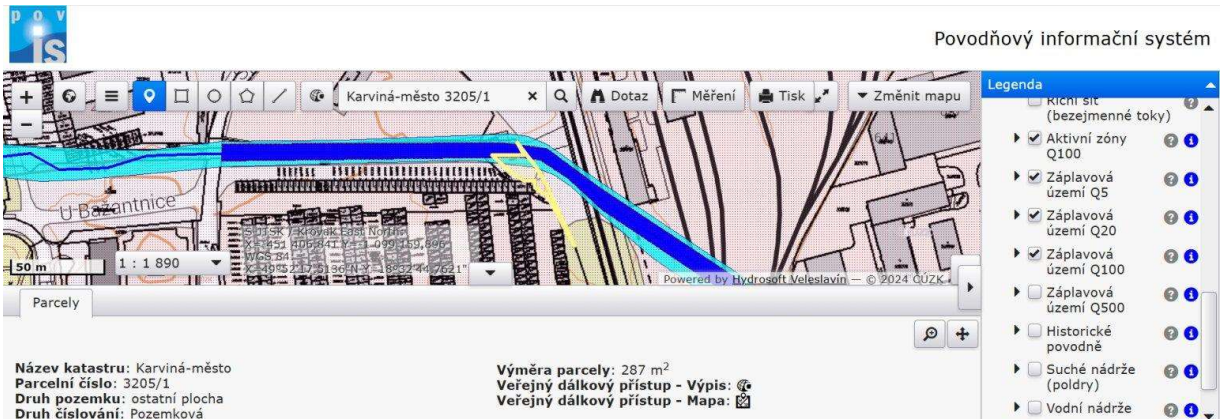 pov
is
Povodňový informační systém
Karviná-město 3205/1
Dotaz
Měření
Tisk
Změnit mapu
U Bažantnice
S-JTSK / Krovak East North
WGS 84
50 m
1 : 1 890
Powered by Hydrosoft Veleslavín — © 2024 ČÚZK
Legenda
Říční síť
(bezejmenné toky)
Aktivní zóny
Q100
Záplavová
území Q5
Záplavová
území Q20
Záplavová
území Q100
Záplavová
území Q500
Historické
povodně
Suché nádrže
(poldry)
Vodní nádrže
Parcely
Název katastru: Karviná-město
Parcelní číslo: 3205/1
Druh pozemku: ostatní plocha
Druh číslování: Pozemková
Výměra parcely: 287 m²
Veřejný dálkový přístup - Výpis:
Veřejný dálkový přístup - Mapa: